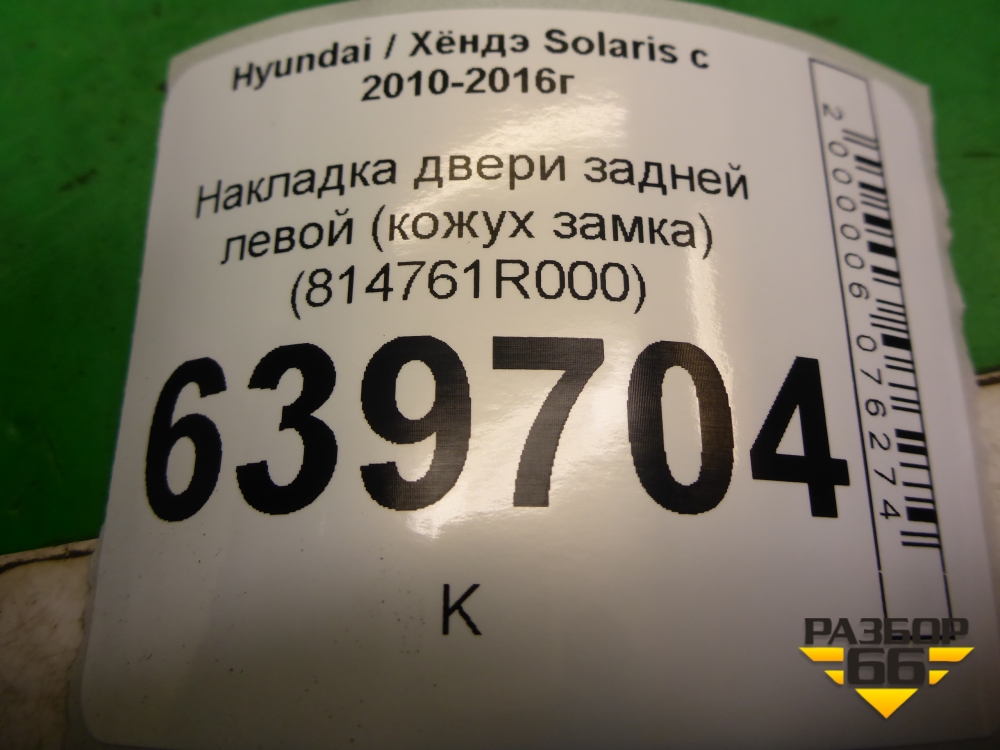 Hyundai / Хёндэ Solaris с
2010-2016г
Накладка двери задней
левой (кожух замка)
(814761R000)
639704
К
2000006076274
РАЗБОР
66